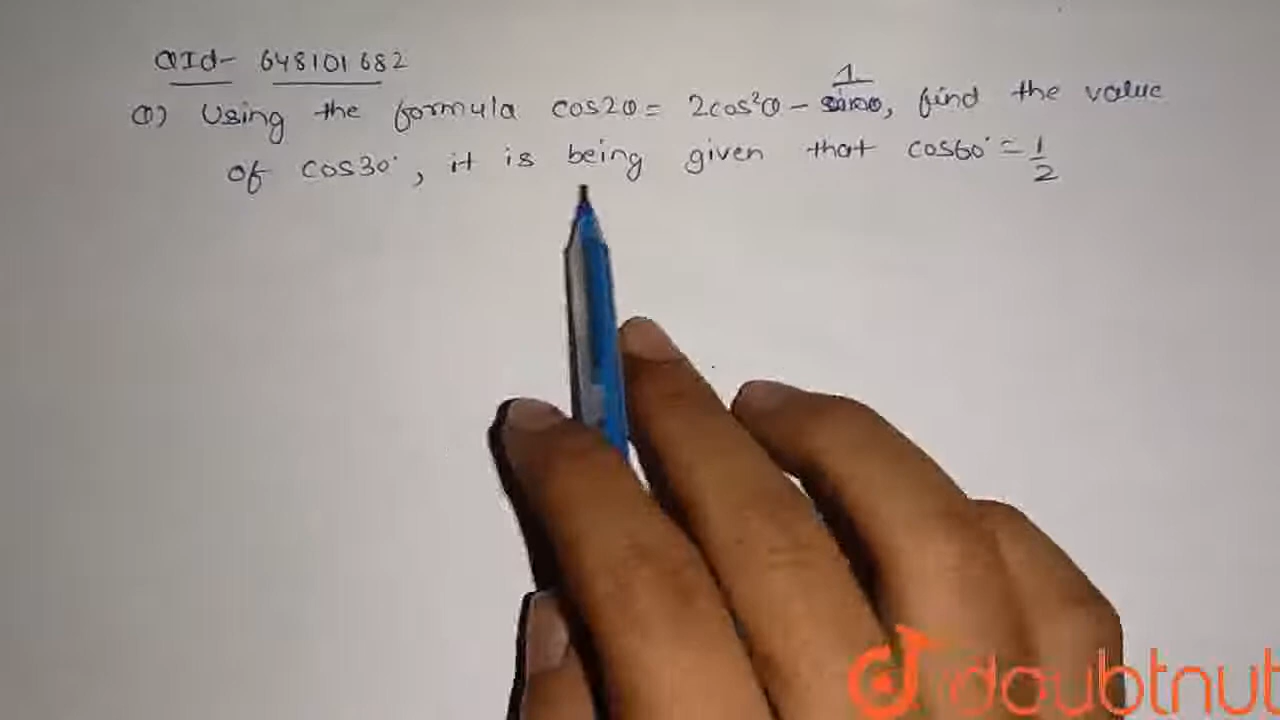 QId- 648101682
Q) Using the formula cos2θ = 2cos²θ - 1, find the value
of cos30°, it is being given that cos60° = 1/2
doubtnut